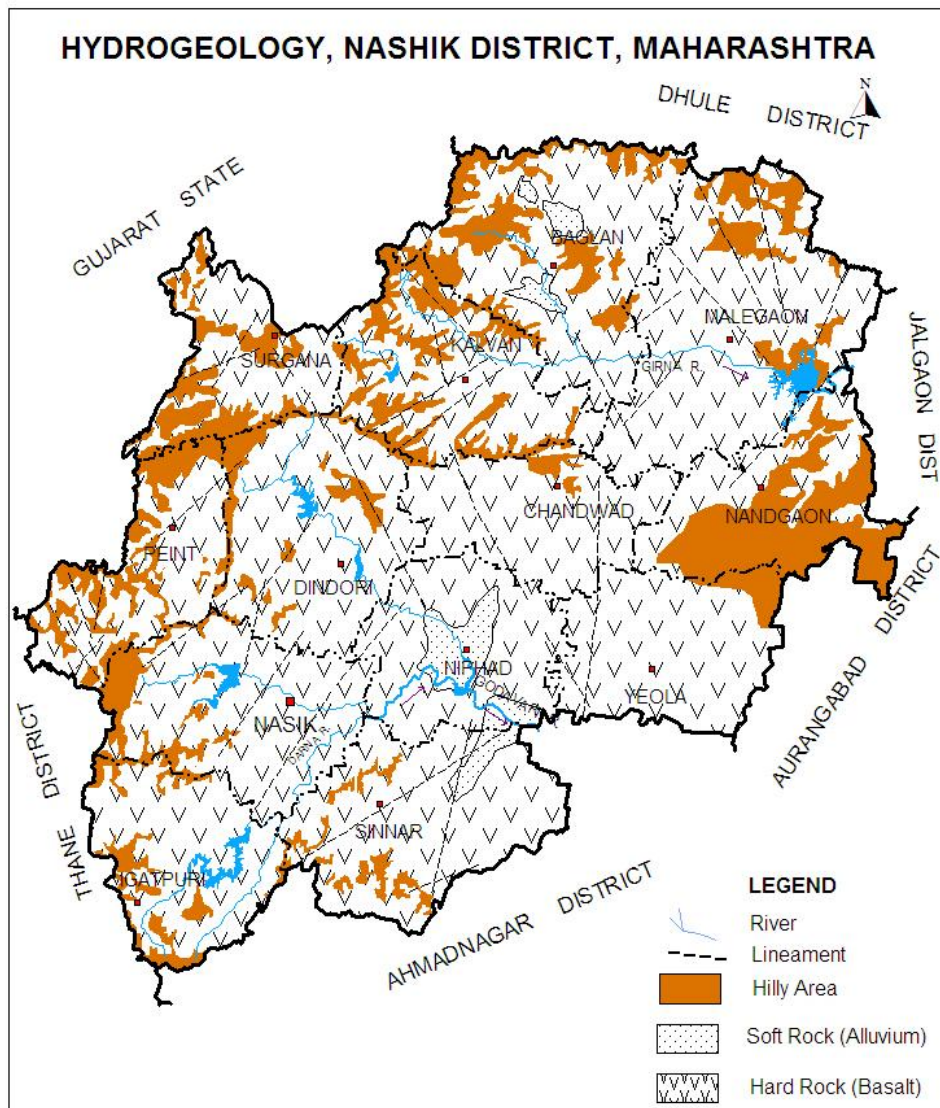 HYDROGEOLOGY, NASHIK DISTRICT, MAHARASHTRA
N
DHULE DISTRICT
GUJARAT STATE
BAGLAN
MALEGAON
JALGAON DIST
SURGANA
KALVAN
GIRNA R.
CHANDWAD
NANDGAON
PEINT
DINDORI
NIPHAD
GODAVARI
YEOLA
AURANGABAD DISTRICT
NASIK
DARNA R.
THANE DISTRICT
SINNAR
IGATPURI
AHMADNAGAR DISTRICT
LEGEND
River
Lineament
Hilly Area
Soft Rock (Alluvium)
Hard Rock (Basalt)